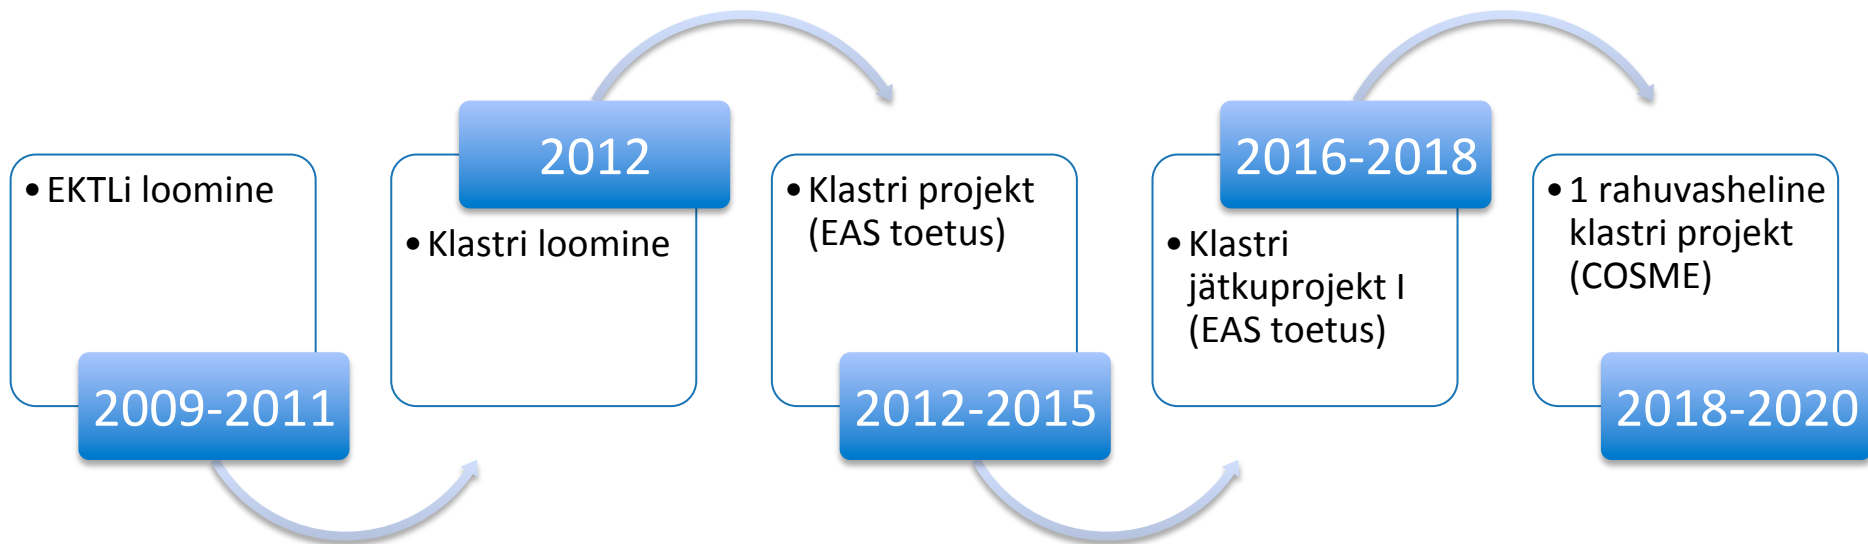 • EKTLi loomine
2009-2011
2012
• Klastri loomine
• Klastri projekt
(EAS toetus)
2012-2015
2016-2018
• Klastri
jätkuprojekt I
(EAS toetus)
• 1 rahuvasheline
klastri projekt
(COSME)
2018-2020